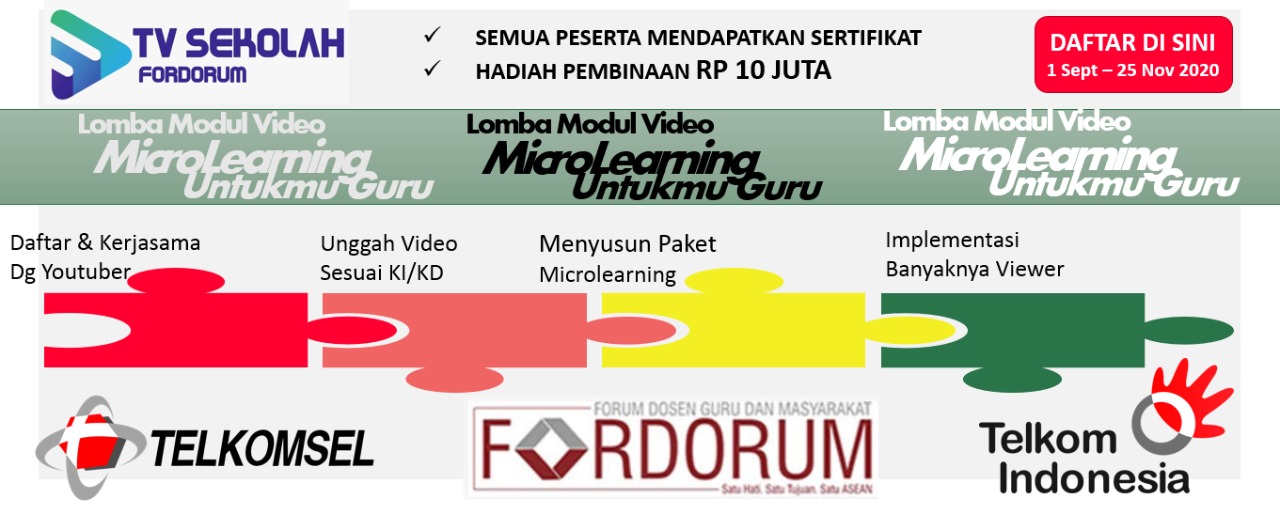 TV SEKOLAH
FORDORUM
✓ SEMUA PESERTA MENDAPATKAN SERTIFIKAT
✓ HADIAH PEMBINAAN RP 10 JUTA
DAFTAR DI SINI
1 Sept – 25 Nov 2020
Lomba Modul Video
MicroLearning
Untukmu Guru
Lomba Modul Video
MicroLearning
Untukmu Guru
Lomba Modul Video
MicroLearning
Untukmu Guru
Daftar & Kerjasama
Dg Youtuber
Unggah Video
Sesuai KI/KD
Menyusun Paket
Microlearning
Implementasi
Banyaknya Viewer
TELKOMSEL
FORUM DOSEN GURU DAN MASYARAKAT
FORDORUM
Satu Hati. Satu Tujuan. Satu ASEAN
Telkom
Indonesia